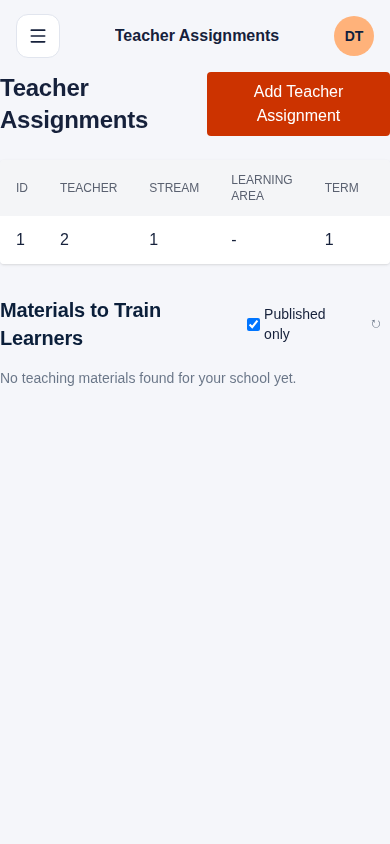 Teacher Assignments
DT
Teacher
Assignments
Add Teacher
Assignment
ID TEACHER STREAM LEARNING AREA TERM
1 2 1 - 1
Materials to Train
Learners
Published
only
No teaching materials found for your school yet.